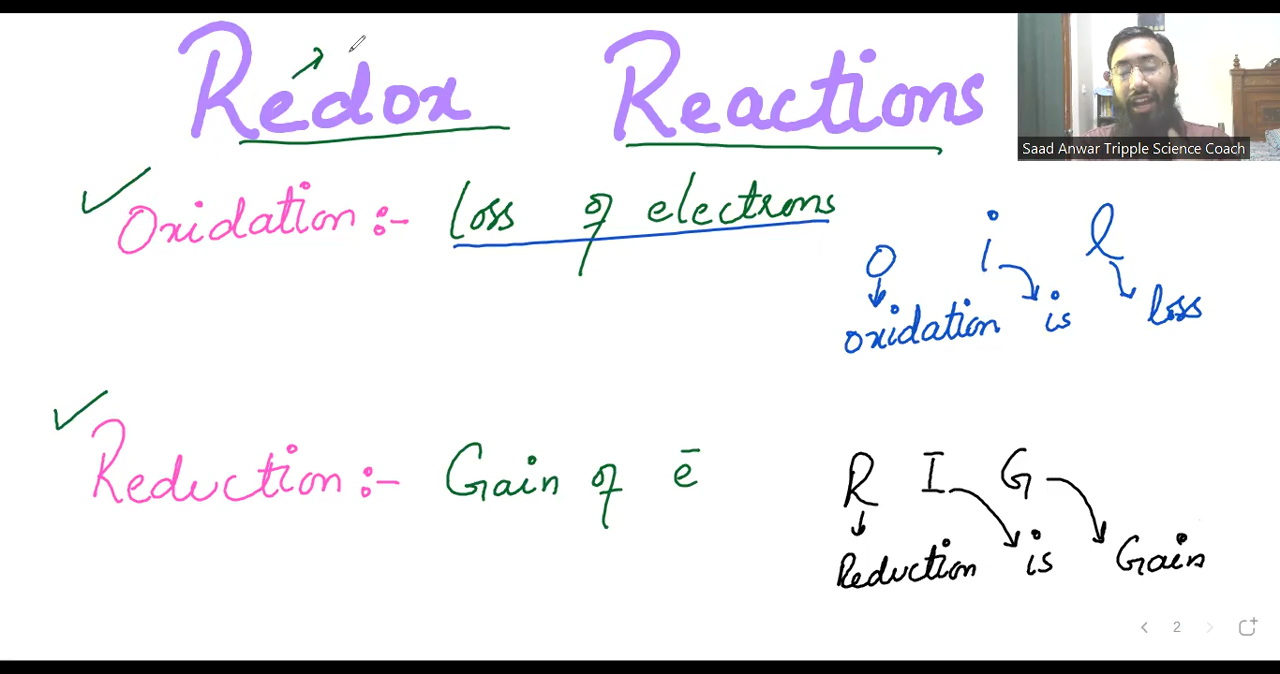 Redox Reactions
Saad Anwar Tripple Science Coach
Oxidation :- loss of electrons
O i l
oxidation is loss
Reduction :- Gain of ē
R I G
Reduction is Gain
2